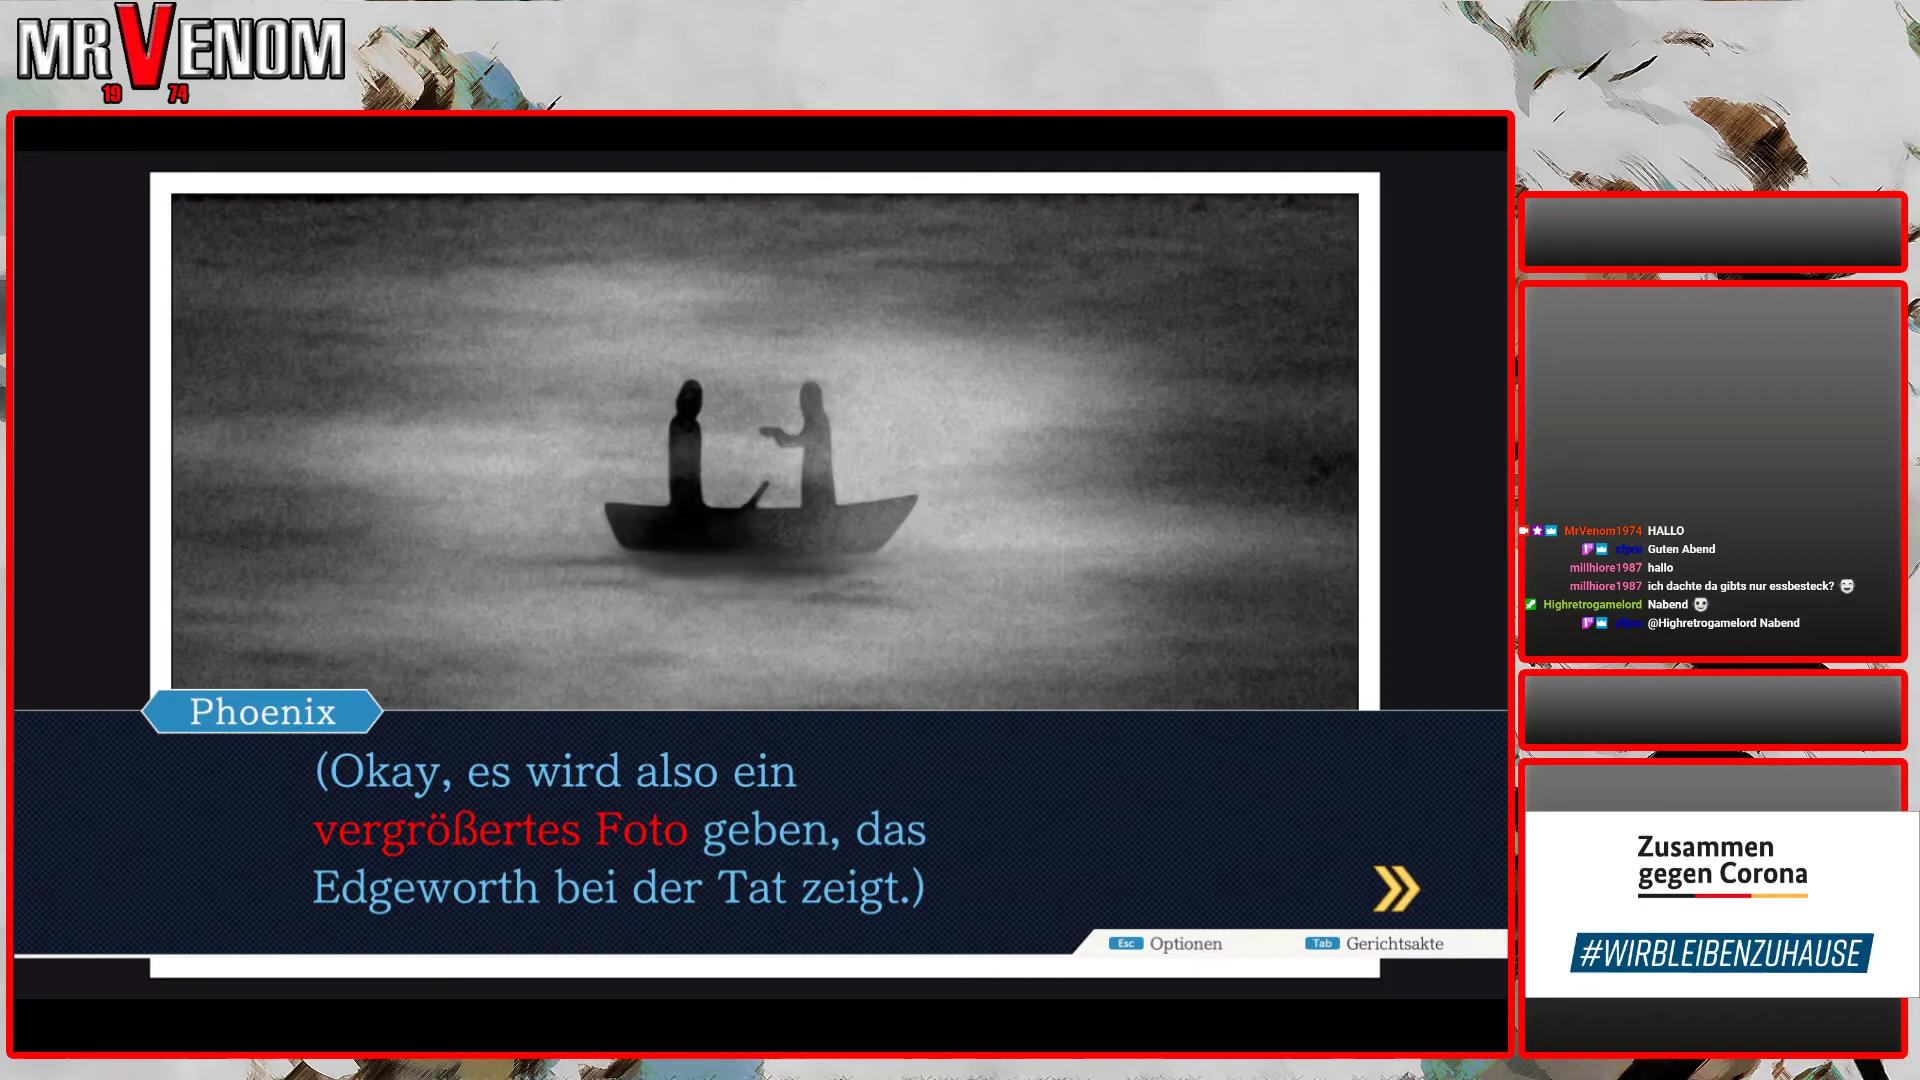 MRVENOM
19 74
Phoenix
(Okay, es wird also ein
vergrößertes Foto geben, das
Edgeworth bei der Tat zeigt.)
Esc Optionen Tab Gerichtsakte
MrVenom1974 HALLO
xfpru Guten Abend
millhiore1987 hallo
millhiore1987 ich dachte da gibts nur essbesteck?
Highretrogamelord Nabend
@Highretrogamelord Nabend
Zusammen
gegen Corona
#WIRBLEIBENZUHAUSE